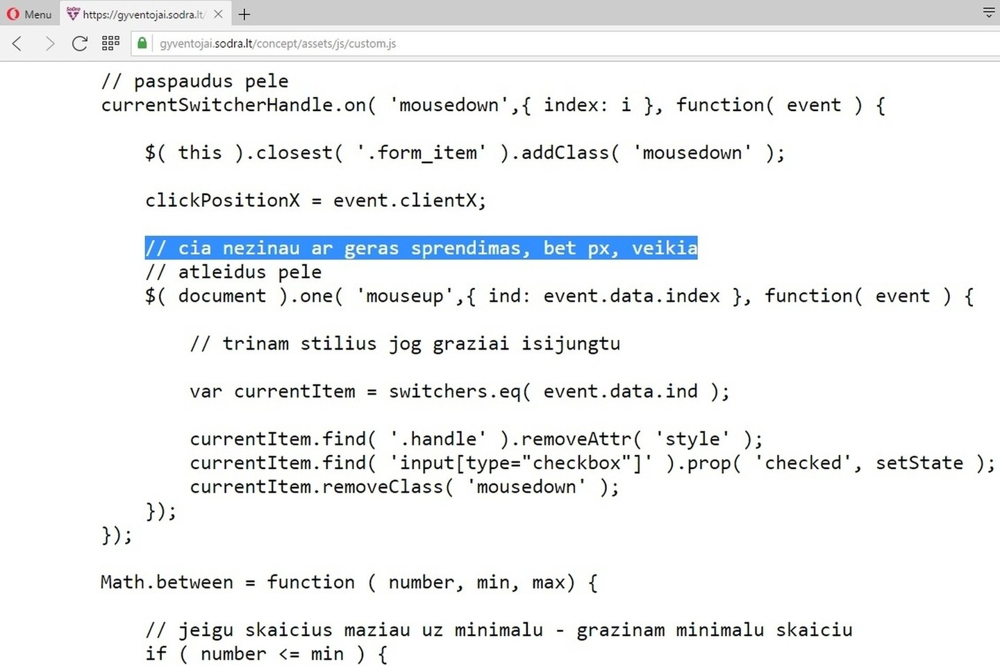 Menu
https://gyventojai.sodra.lt/
gyventojai.sodra.lt/concept/assets/js/custom.js
// paspaudus pele
currentSwitcherHandle.on( 'mousedown',{ index: i }, function( event ) {
$( this ).closest( '.form_item' ).addClass( 'mousedown' );
clickPositionX = event.clientX;
// cia nezinau ar geras sprendimas, bet px, veikia
// atleidus pele
$( document ).one( 'mouseup',{ ind: event.data.index }, function( event ) {
// trinam stilius jog graziai isijungtu
var currentItem = switchers.eq( event.data.ind );
currentItem.find( '.handle' ).removeAttr( 'style' );
currentItem.find( 'input[type="checkbox"]' ).prop( 'checked', setState );
currentItem.removeClass( 'mousedown' );
});
});
Math.between = function ( number, min, max) {
// jeigu skaicius maziau uz minimalu - grazinam minimalu skaiciu
if ( number <= min ) {